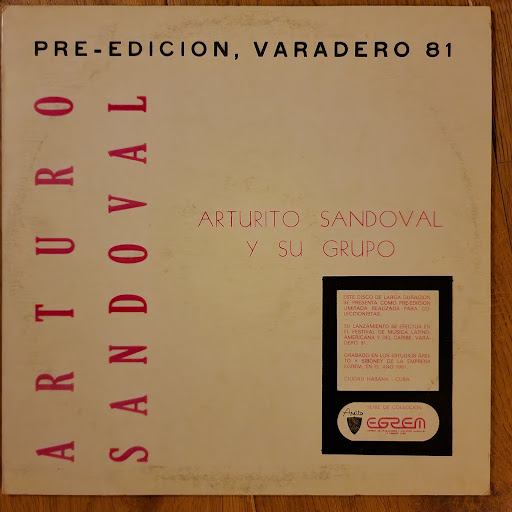 PRE-EDICION, VARADERO 81
ARTURO
SANDOVAL
ARTURITO SANDOVAL
Y SU GRUPO
ESTE DISCO DE LARGA DURACION
SE PRESENTA COMO PRE-EDICION
LIMITADA REALIZADA PARA CO-
LECCIONISTAS.
SU LANZAMIENTO SE EFECTUA EN
EL FESTIVAL DE MUSICA LATINO-
AMERICANA Y DEL CARIBE, VARA-
DERO 81.
GRABADO EN LOS ESTUDIOS AREI-
TO Y SIBONEY DE LA EMPRESA
EGREM, EN EL AÑO 1981.
CIUDAD HABANA - CUBA
SERIE DE COLECCION
Areito
EGREM